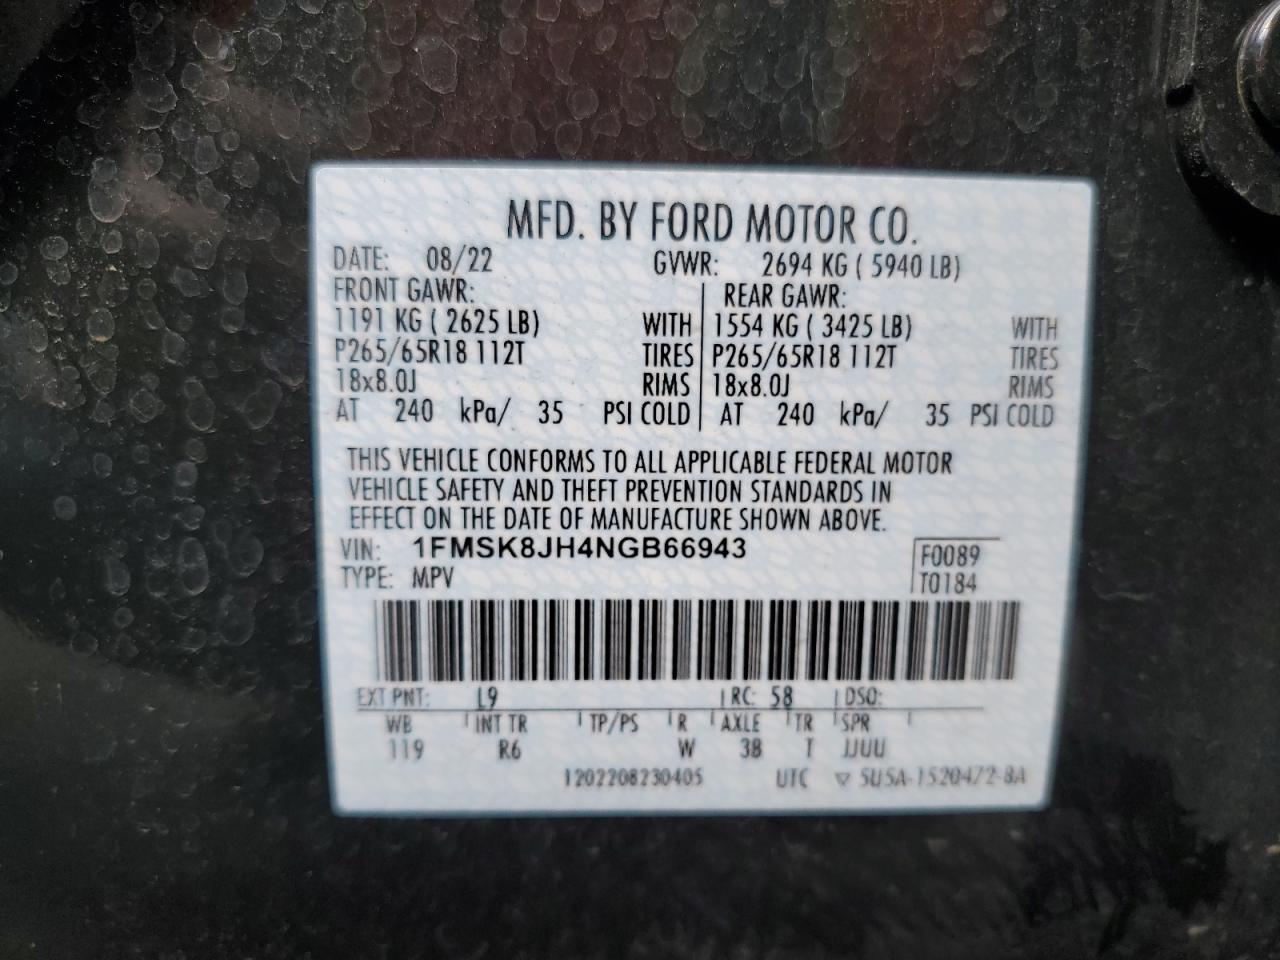 MFD. BY FORD MOTOR CO.
DATE: 08/22 GVWR: 2694 KG ( 5940 LB)
FRONT GAWR: REAR GAWR:
1191 KG ( 2625 LB) WITH 1554 KG ( 3425 LB) WITH
P265/65R18 112T TIRES P265/65R18 112T TIRES
18x8.0J RIMS 18x8.0J RIMS
AT 240 kPa/ 35 PSI COLD AT 240 kPa/ 35 PSI COLD
THIS VEHICLE CONFORMS TO ALL APPLICABLE FEDERAL MOTOR
VEHICLE SAFETY AND THEFT PREVENTION STANDARDS IN
EFFECT ON THE DATE OF MANUFACTURE SHOWN ABOVE.
VIN: 1FMSK8JH4NGB66943 F0089
TYPE: MPV T0184
EXT PNT: L9 RC: 58 DSO:
WB INT TR TP/PS R AXLE TR SPR
119 R6 W 3B T JJUU
1202208230405 UTC ▽ SU5A-1520472-BA